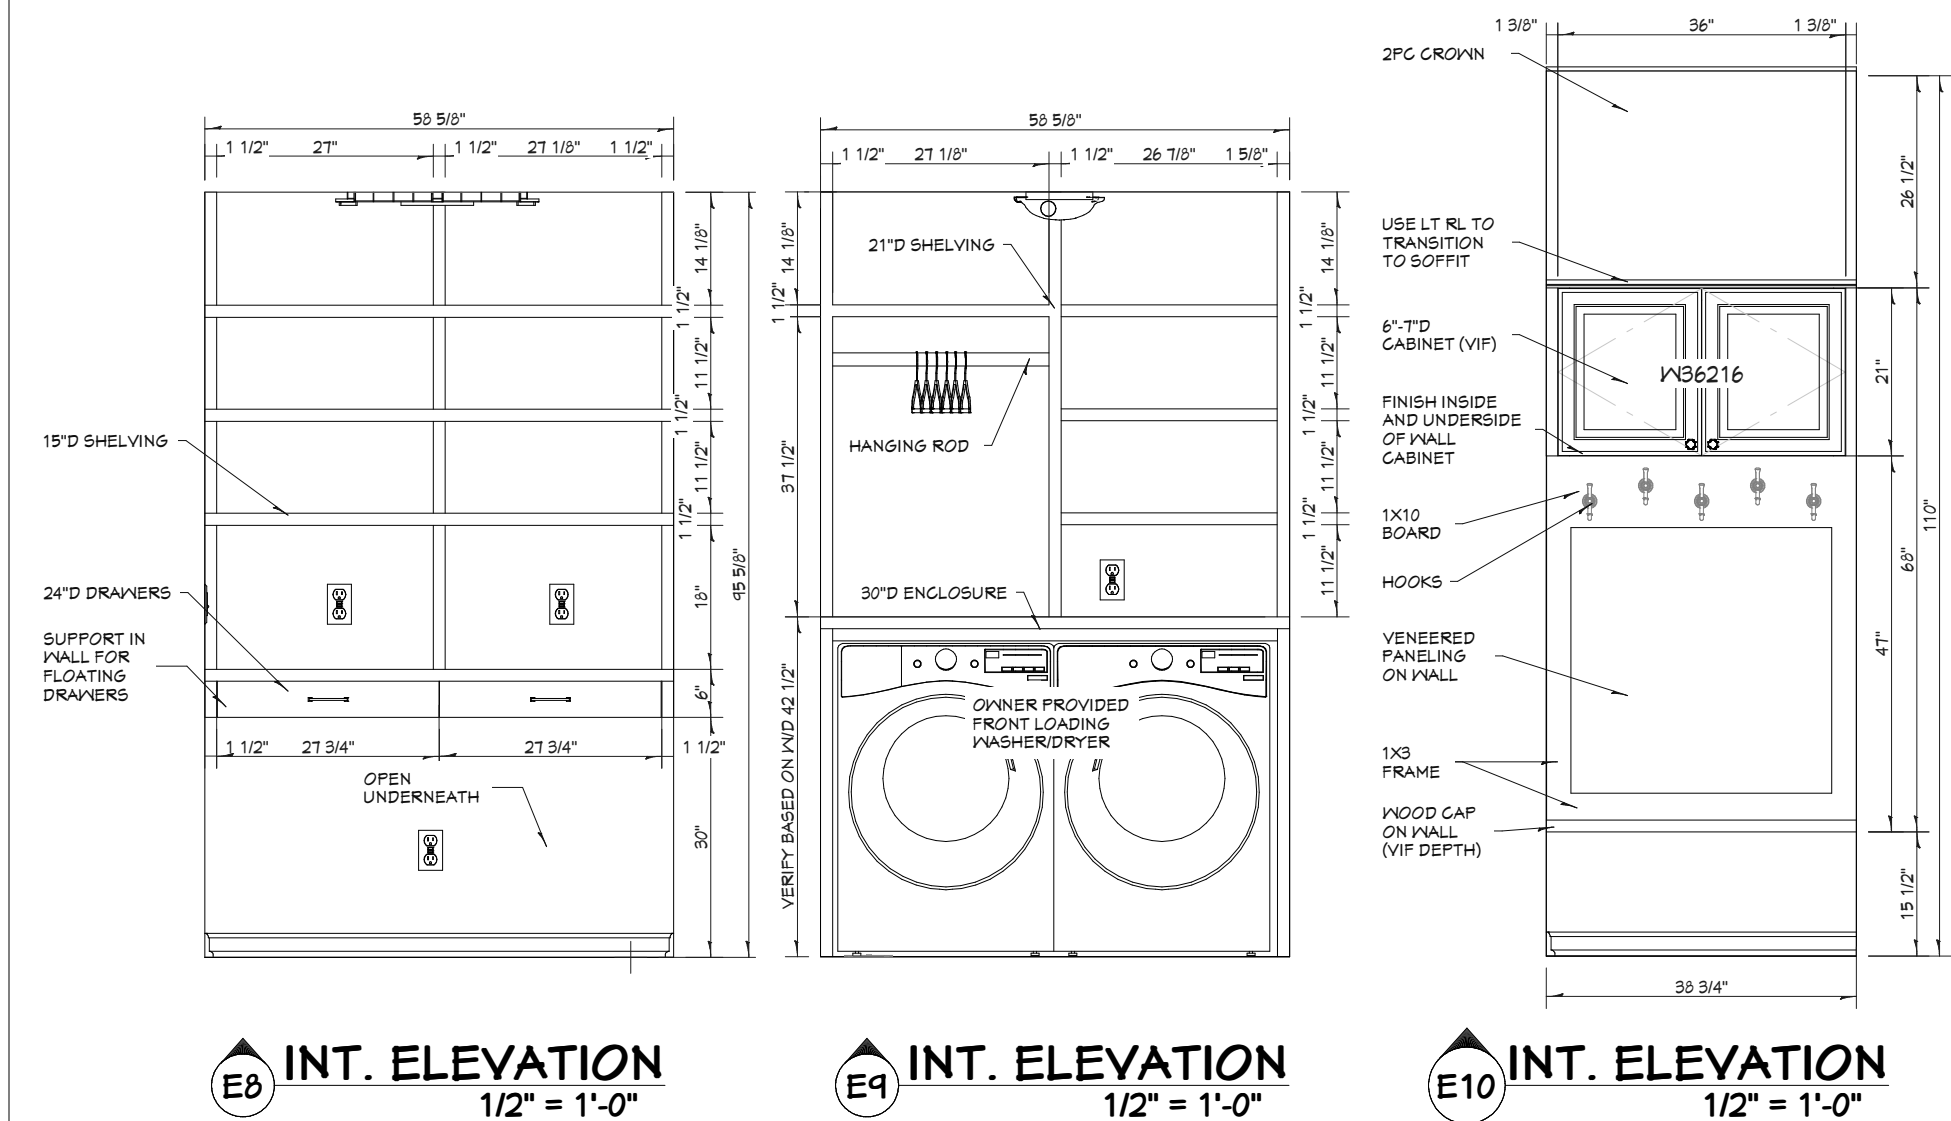 58 5/8"
1 1/2" 27" 1 1/2" 27 1/8" 1 1/2"
14 1/8"
1 1/2"
11 1/2"
1 1/2"
11 1/2"
1 1/2"
18"
6"
30"
95 5/8"
15"D SHELVING
24"D DRAWERS
SUPPORT IN
WALL FOR
FLOATING
DRAWERS
1 1/2" 27 3/4" 27 3/4" 1 1/2"
OPEN
UNDERNEATH
E8 INT. ELEVATION
1/2" = 1'-0"
58 5/8"
1 1/2" 27 1/8" 1 1/2" 26 7/8" 1 5/8"
14 1/8"
1 1/2"
37 1/2"
VERIFY BASED ON W/D 42 1/2"
21"D SHELVING
HANGING ROD
30"D ENCLOSURE
OWNER PROVIDED
FRONT LOADING
WASHER/DRYER
14 1/8"
1 1/2"
11 1/2"
1 1/2"
11 1/2"
1 1/2"
11 1/2"
E9 INT. ELEVATION
1/2" = 1'-0"
1 3/8" 36" 1 3/8"
2PC CROWN
USE LT RL TO
TRANSITION
TO SOFFIT
6"-7"D
CABINET (VIF)
W36216
FINISH INSIDE
AND UNDERSIDE
OF WALL
CABINET
1X10
BOARD
HOOKS
VENEERED
PANELING
ON WALL
1X3
FRAME
WOOD CAP
ON WALL
(VIF DEPTH)
26 1/2"
21"
47"
68"
15 1/2"
110"
38 3/4"
E10 INT. ELEVATION
1/2" = 1'-0"